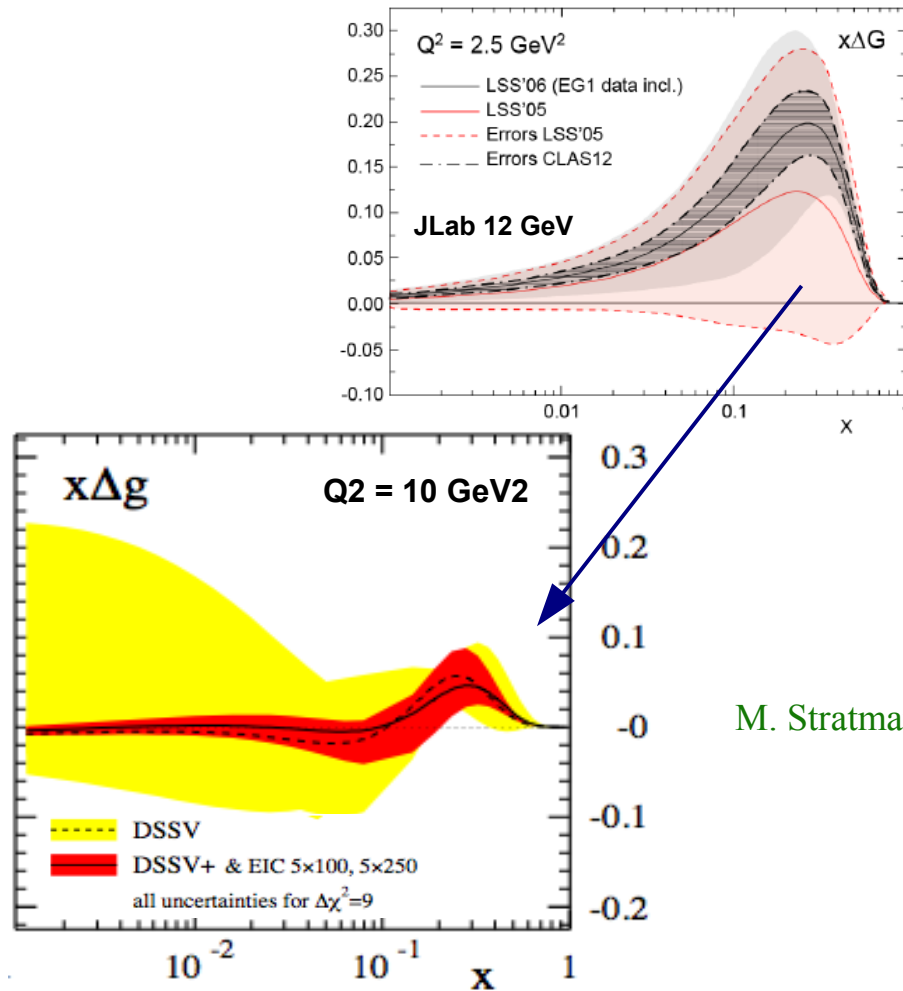 Q² = 2.5 GeV²
xΔG
LSS'06 (EG1 data incl.)
LSS'05
Errors LSS'05
Errors CLAS12
JLab 12 GeV
0.30
0.25
0.20
0.15
0.10
0.05
0.00
-0.05
-0.10
0.01
0.1
x
xΔg
Q2 = 10 GeV2
0.3
0.2
0.1
-0
-0.1
-0.2
M. Stratma
DSSV
DSSV+ & EIC 5×100, 5×250
all uncertainties for Δχ²=9
10⁻²
10⁻¹
x
1